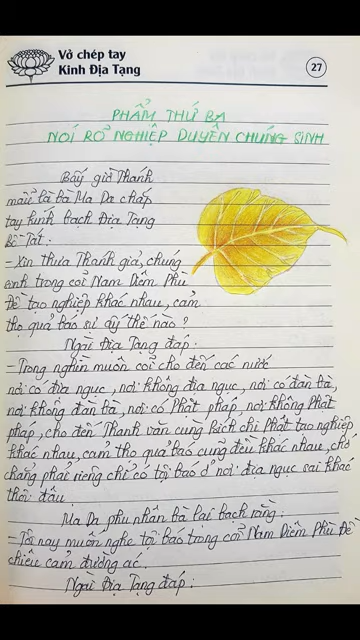 Vở chép tay
Kinh Địa Tạng
27
PHẨM THỨ BA
NÓI RỔ NGHIỆP DUYÊN CHÚNG SINH
Bấy giờ Thánh
mẫu là bà Ma Da chấp
tay kính bạch Địa Tạng
Bồ Tát:
- Xin thưa Thánh giả, chúng
sinh trong cõi Nam Diêm Phù
Đề tạo nghiệp khác nhau, cảm
thọ quả báo sự ấy thế nào?
Ngài Địa Tạng đáp:
- Trong nghìn muôn cõi cho đến các nước
nơi có địa ngục, nơi không địa ngục, nơi có đàn bà,
nơi không đàn bà, nơi có Phật pháp, nơi không Phật
pháp, cho đến Thanh văn cùng Bích chi Phật tạo nghiệp
khác nhau, cảm thọ quả báo cũng đều khác nhau, chớ
chẳng phải riêng chỉ có tội báo ở nơi địa ngục sai khác
thôi đâu
Ma Da phu nhân bà lại bạch rằng:
- Tôi nay muốn nghe tội báo trong cõi Nam Diêm Phù Đề
chiêu cảm đường ác.
Ngài Địa Tạng đáp: